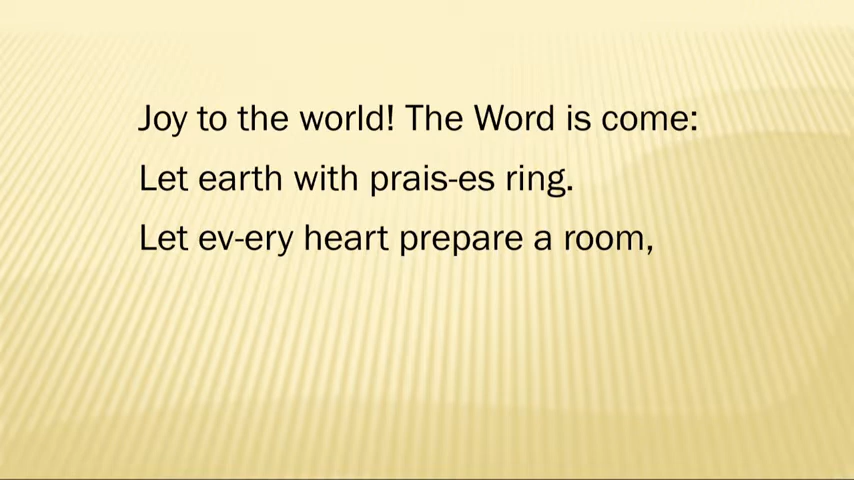 Joy to the world! The Word is come:
Let earth with prais-es ring.
Let ev-ery heart prepare a room,